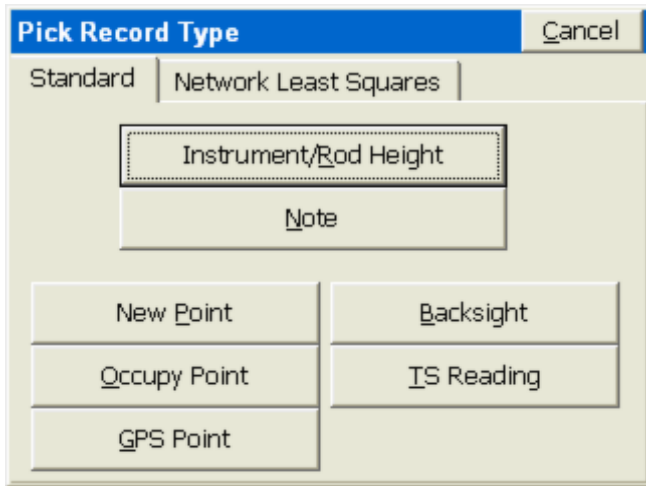 Pick Record Type
Cancel
Standard
Network Least Squares
Instrument/Rod Height
Note
New Point
Backsight
Occupy Point
TS Reading
GPS Point